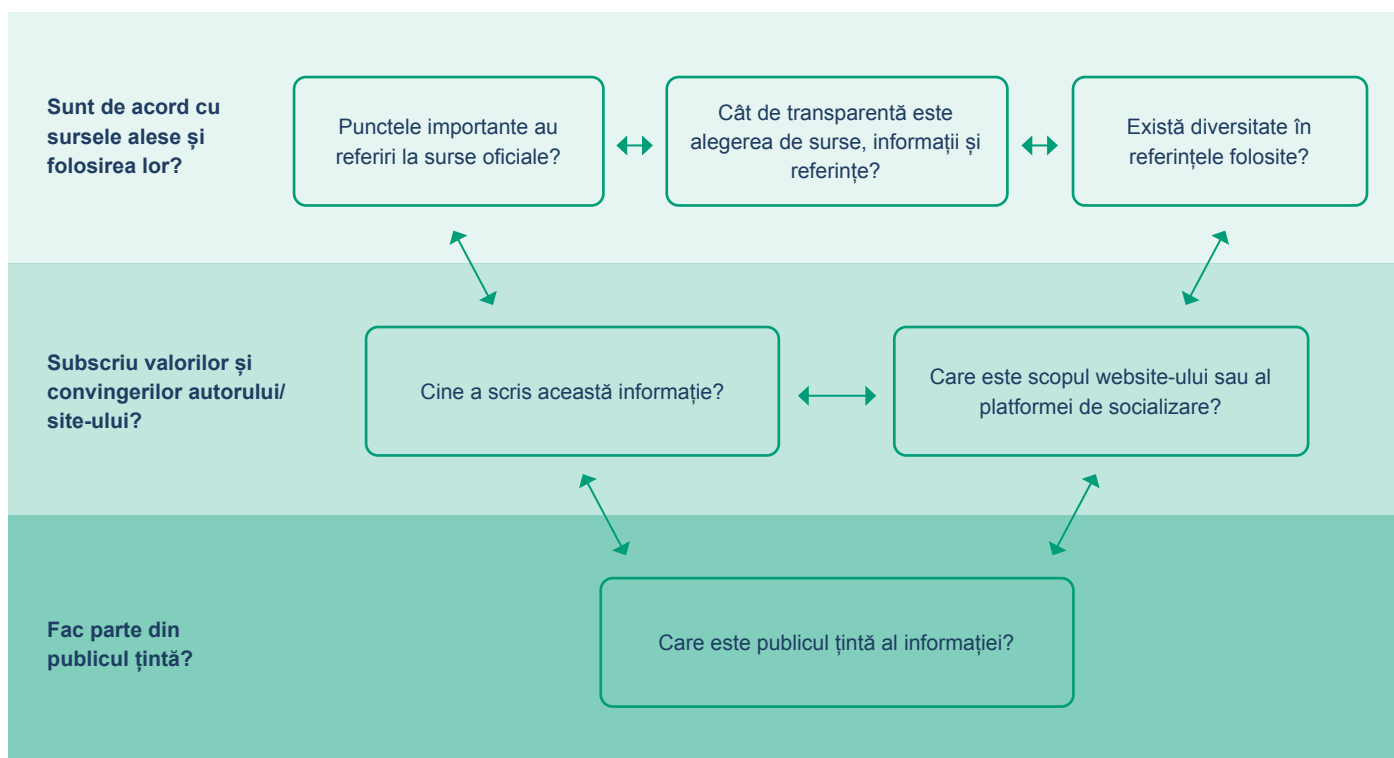 Sunt de acord cu
sursele alese și
folosirea lor?
Punctele importante au
referiri la surse oficiale?
Cât de transparentă este
alegerea de surse, informații și
referințe?
Există diversitate în
referințele folosite?
Subscriu valorilor și
convingerilor autorului/
site-ului?
Cine a scris această informație?
Care este scopul website-ului sau al
platformei de socializare?
Fac parte din
publicul țintă?
Care este publicul țintă al informației?